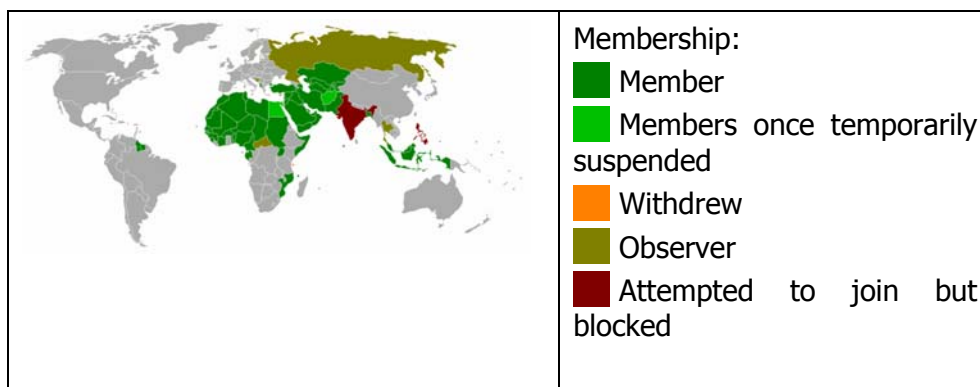 Membership:
Member
Members once temporarily
suspended
Withdrew
Observer
Attempted to join but
blocked